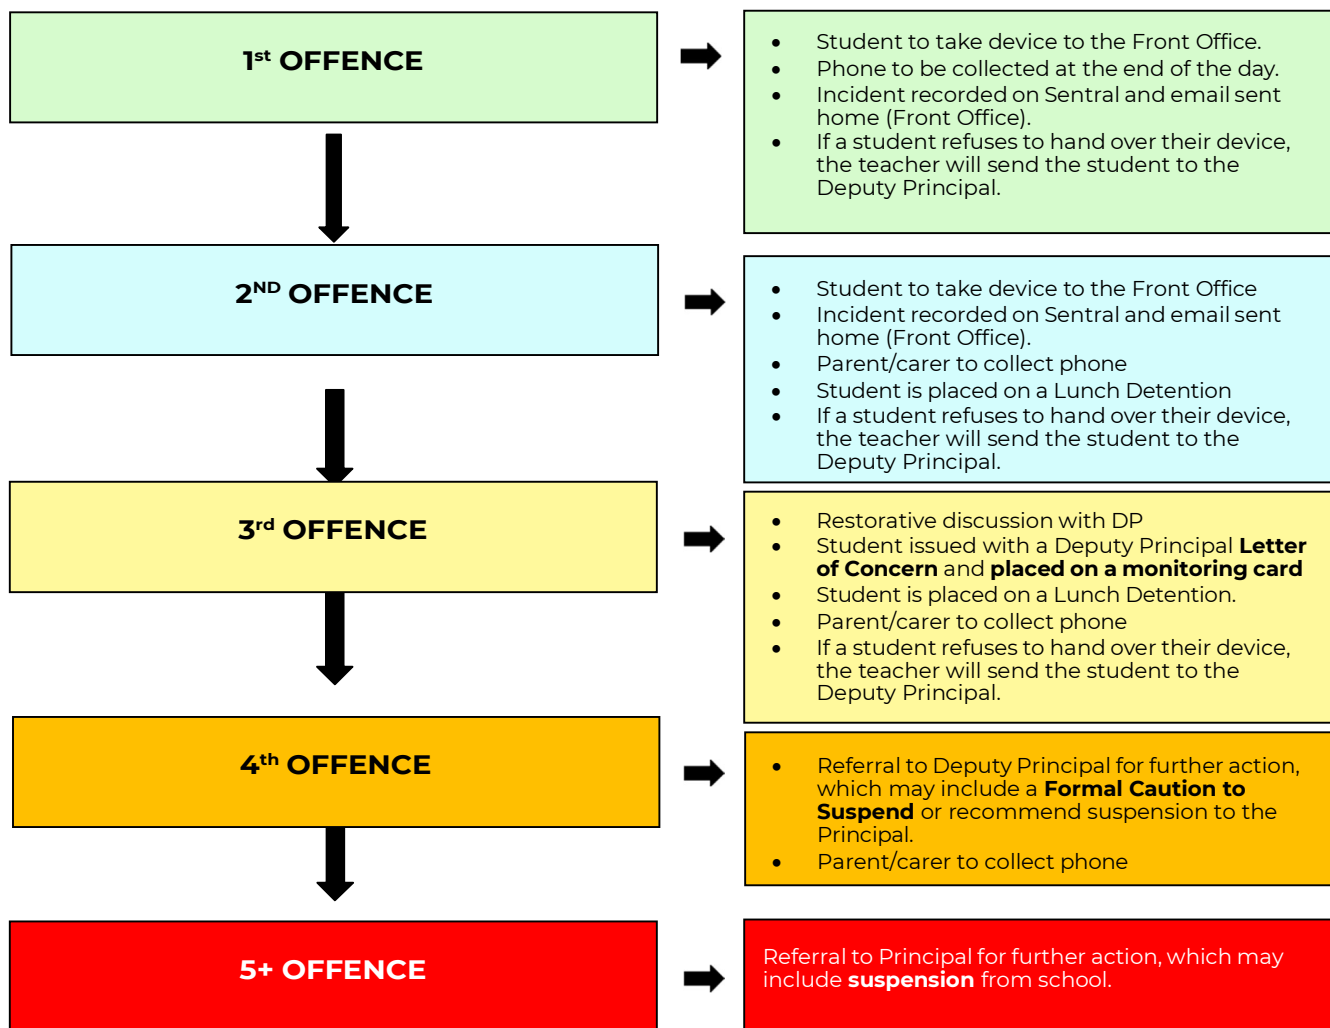 1st OFFENCE
• Student to take device to the Front Office.
• Phone to be collected at the end of the day.
• Incident recorded on Sentral and email sent
home (Front Office).
• If a student refuses to hand over their device,
the teacher will send the student to the
Deputy Principal.
2ND OFFENCE
• Student to take device to the Front Office
• Incident recorded on Sentral and email sent
home (Front Office).
• Parent/carer to collect phone
• Student is placed on a Lunch Detention
• If a student refuses to hand over their device,
the teacher will send the student to the
Deputy Principal.
3rd OFFENCE
• Restorative discussion with DP
• Student issued with a Deputy Principal Letter
of Concern and placed on a monitoring card
• Student is placed on a Lunch Detention.
• Parent/carer to collect phone
• If a student refuses to hand over their device,
the teacher will send the student to the
Deputy Principal.
4th OFFENCE
• Referral to Deputy Principal for further action,
which may include a Formal Caution to
Suspend or recommend suspension to the
Principal.
• Parent/carer to collect phone
5+ OFFENCE
Referral to Principal for further action, which may
include suspension from school.